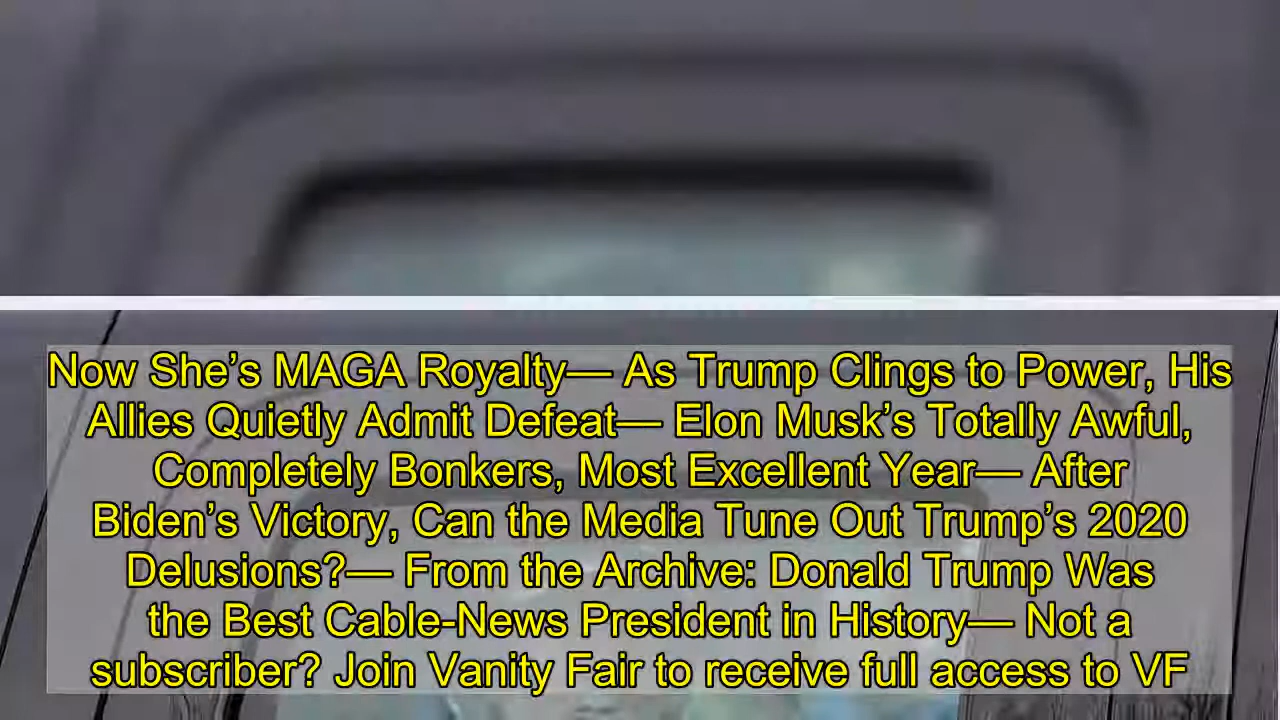 Now She’s MAGA Royalty— As Trump Clings to Power, His
Allies Quietly Admit Defeat— Elon Musk’s Totally Awful,
Completely Bonkers, Most Excellent Year— After
Biden’s Victory, Can the Media Tune Out Trump’s 2020
Delusions?— From the Archive: Donald Trump Was
the Best Cable-News President in History— Not a
subscriber? Join Vanity Fair to receive full access to VF